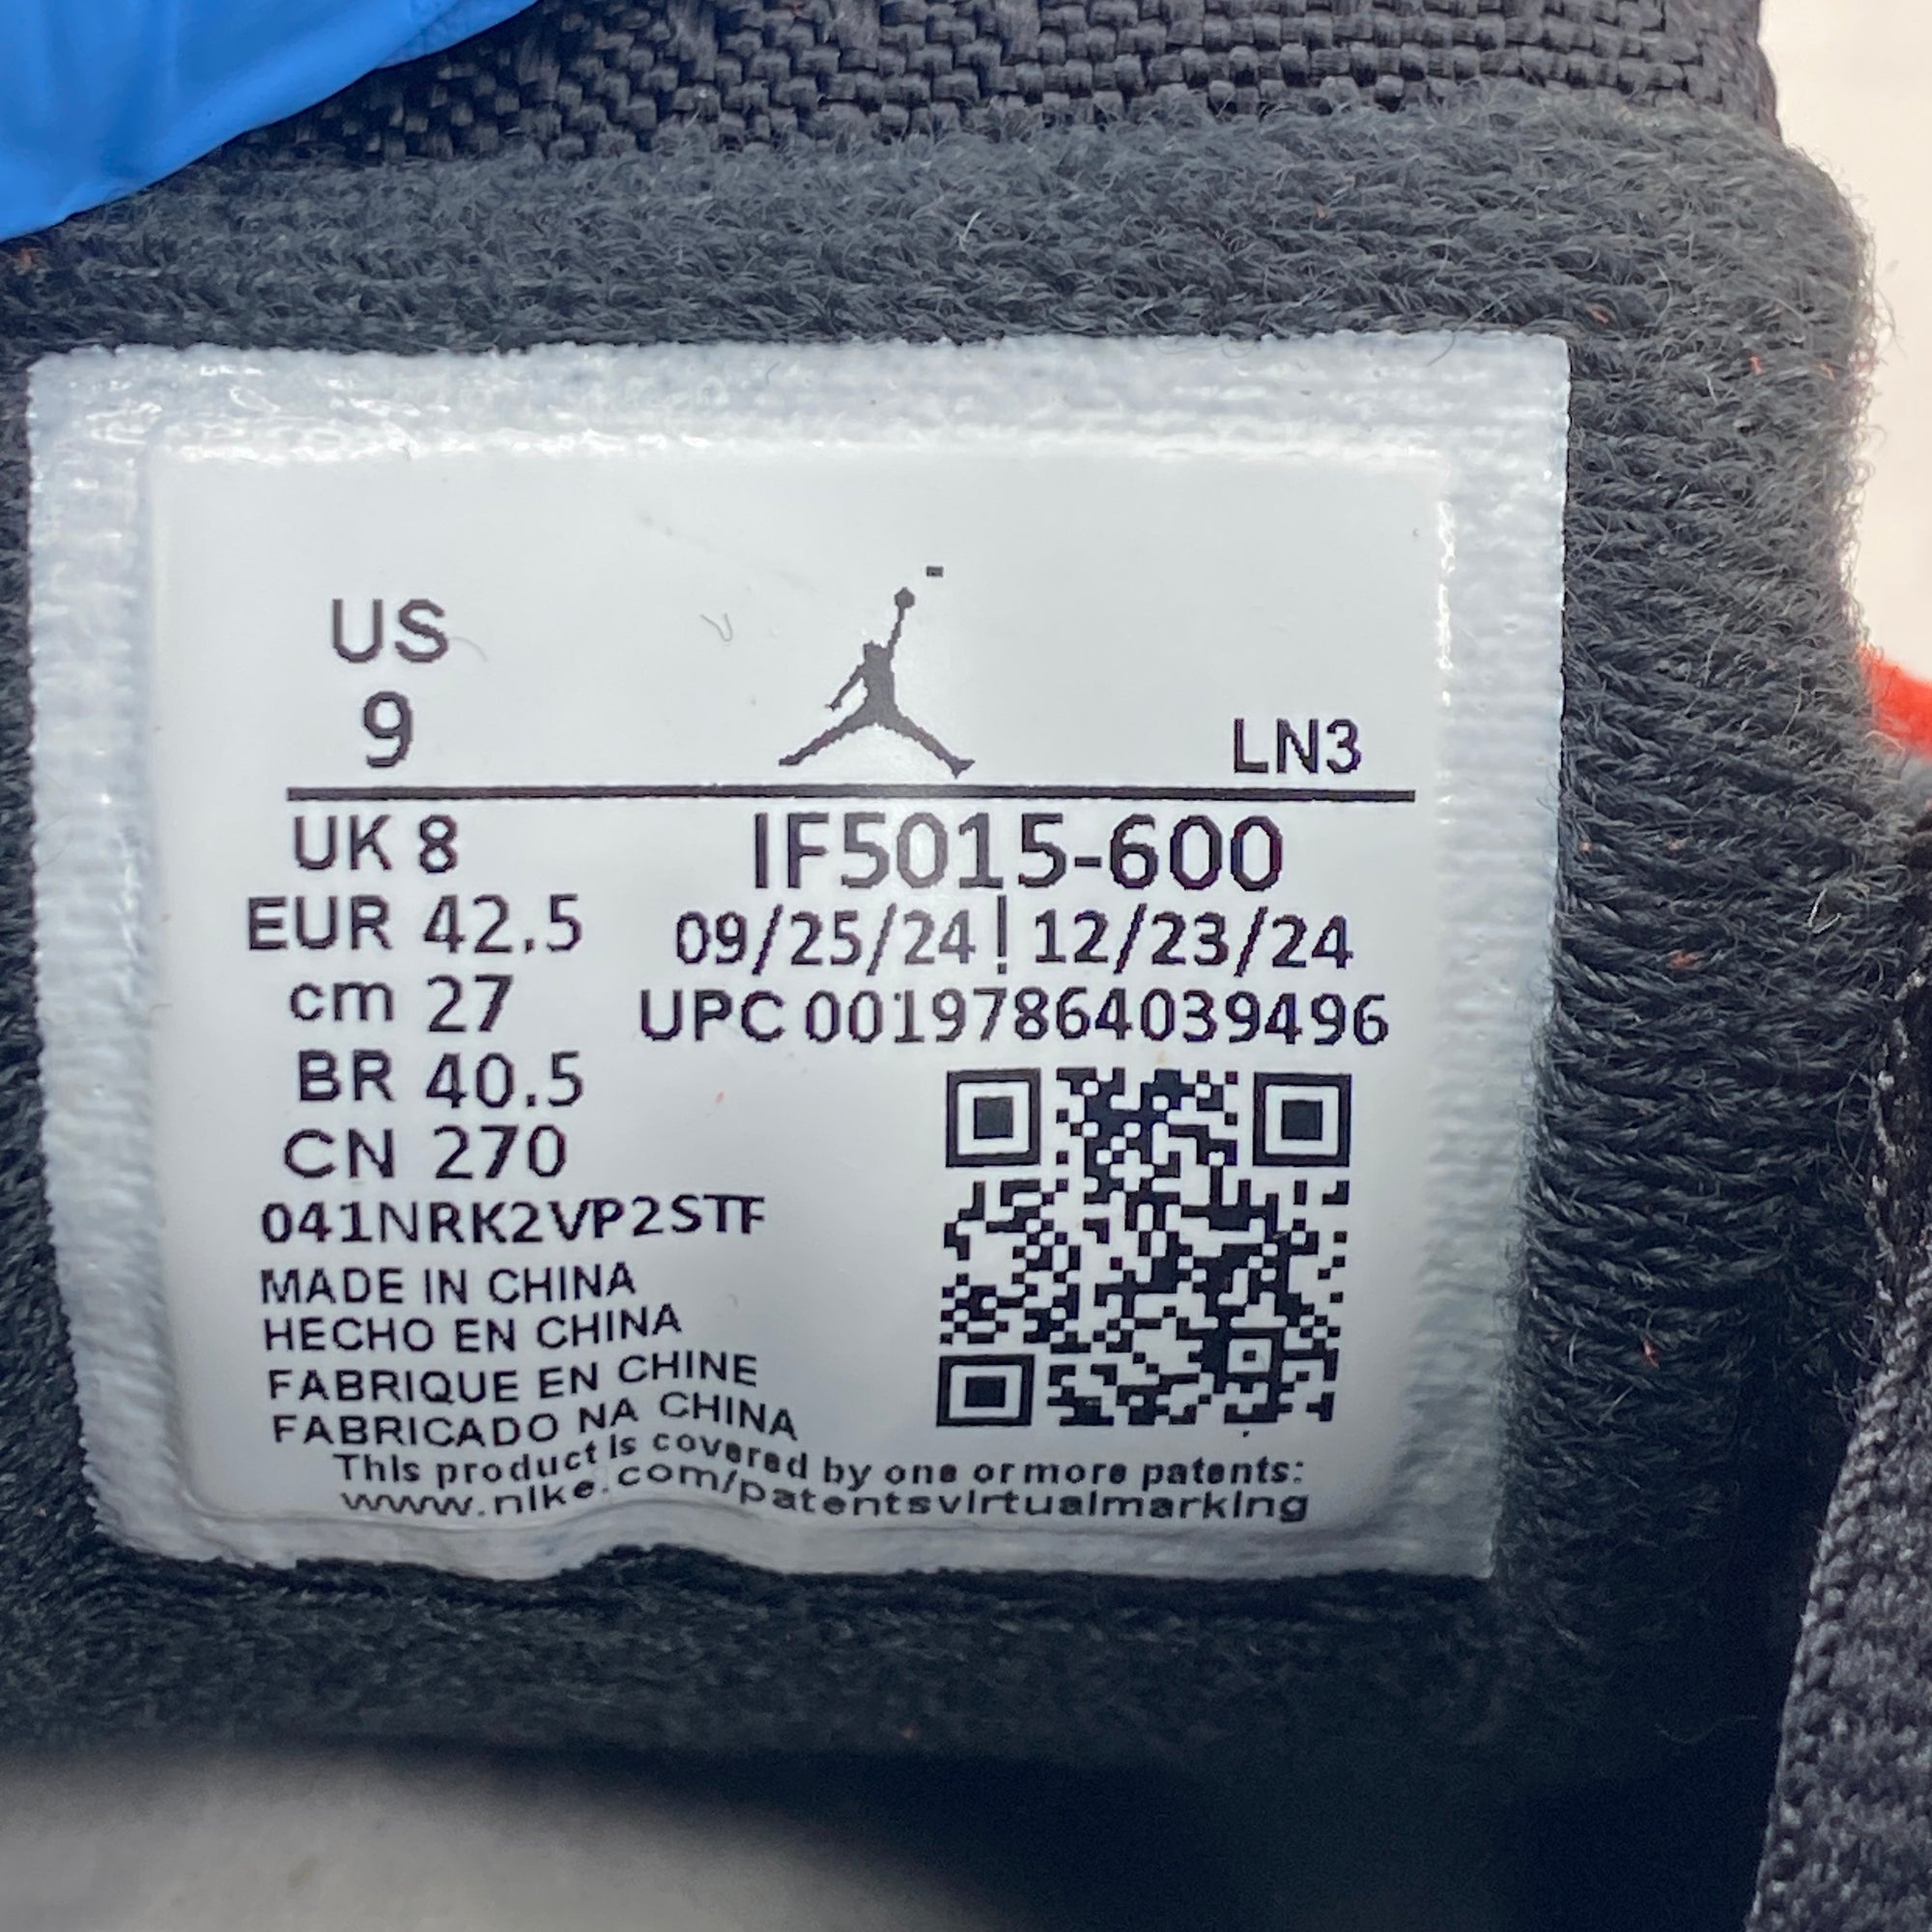 US
9
LN3
UK 8
IF5015-600
EUR 42.5
09/25/24 | 12/23/24
cm 27
UPC 00197864039496
BR 40.5
CN 270
041NRK2VP2STF
MADE IN CHINA
HECHO EN CHINA
FABRIQUE EN CHINE
FABRICADO NA CHINA
This product is covered by one or more patents:
www.nike.com/patentsvirtualmarking